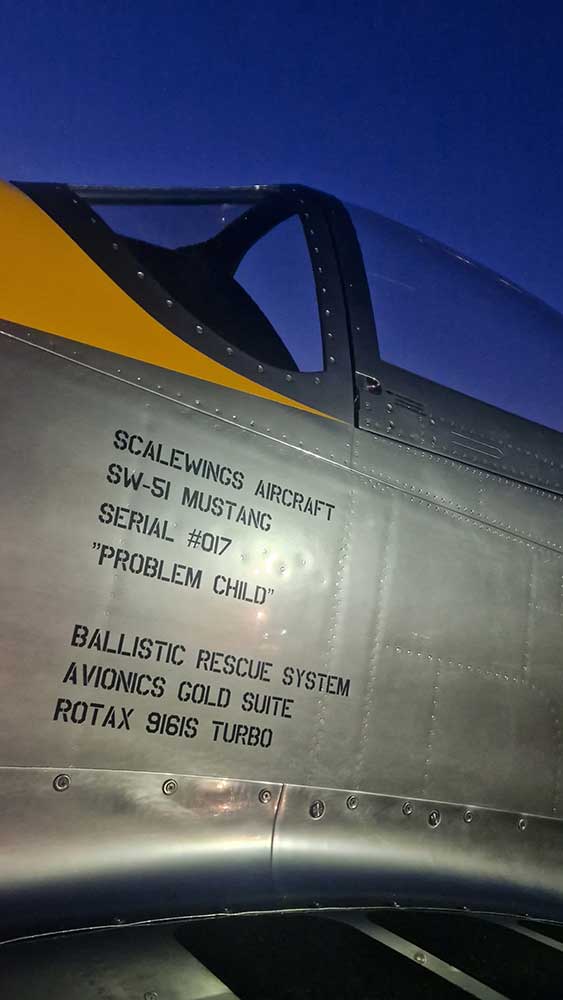 SCALEWINGS AIRCRAFT
SW-51 MUSTANG
SERIAL #017
"PROBLEM CHILD"
BALLISTIC RESCUE SYSTEM
AVIONICS GOLD SUITE
ROTAX 916IS TURBO